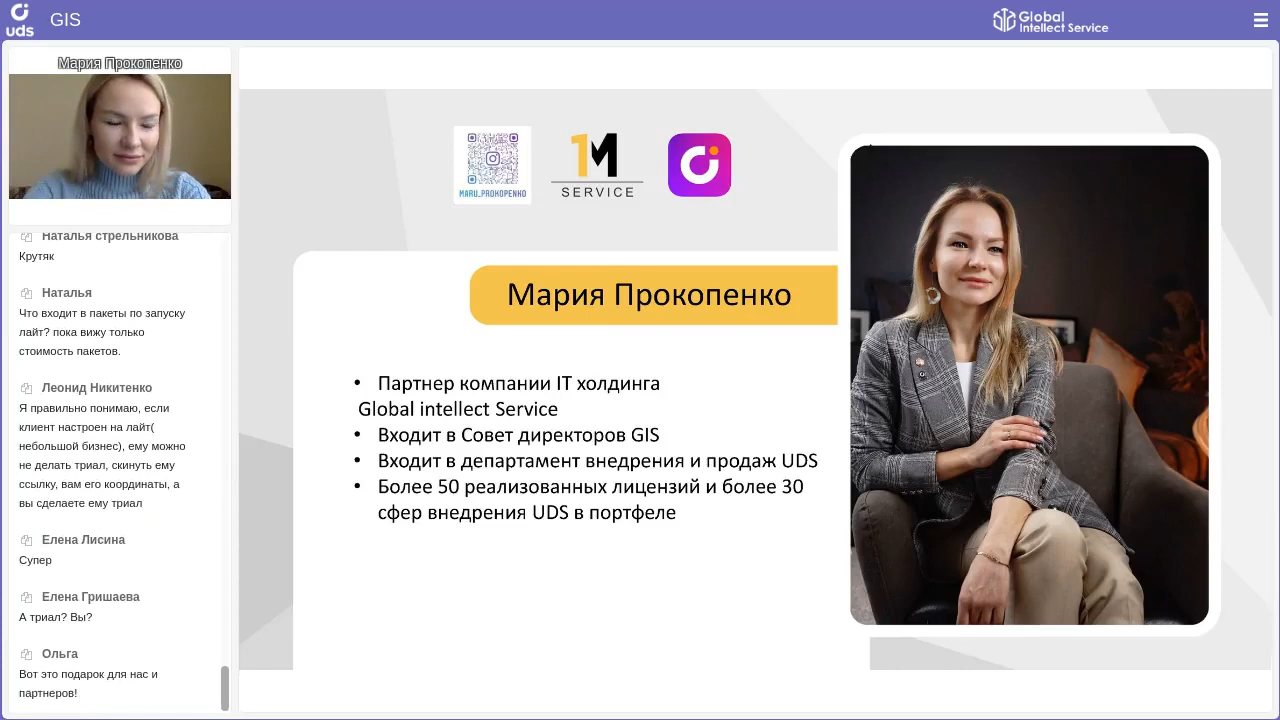 uds
GIS
Global
Intellect Service
Мария Прокопенко
Наталья стрельникова
Крутяк
Наталья
Что входит в пакеты по запуску
лайт? пока вижу только
стоимость пакетов.
Леонид Никитенко
Я правильно понимаю, если
клиент настроен на лайт(
небольшой бизнес), ему можно
не делать триал, скинуть ему
ссылку, вам его координаты, а
вы сделаете ему триал
Елена Лисина
Супер
Елена Гришаева
А триал? Вы?
Ольга
Вот это подарок для нас и
партнеров!
MARU_PROKOPENKO
1M
SERVICE
Мария Прокопенко
• Партнер компании IT холдинга
Global intellect Service
• Входит в Совет директоров GIS
• Входит в департамент внедрения и продаж UDS
• Более 50 реализованных лицензий и более 30
сфер внедрения UDS в портфеле